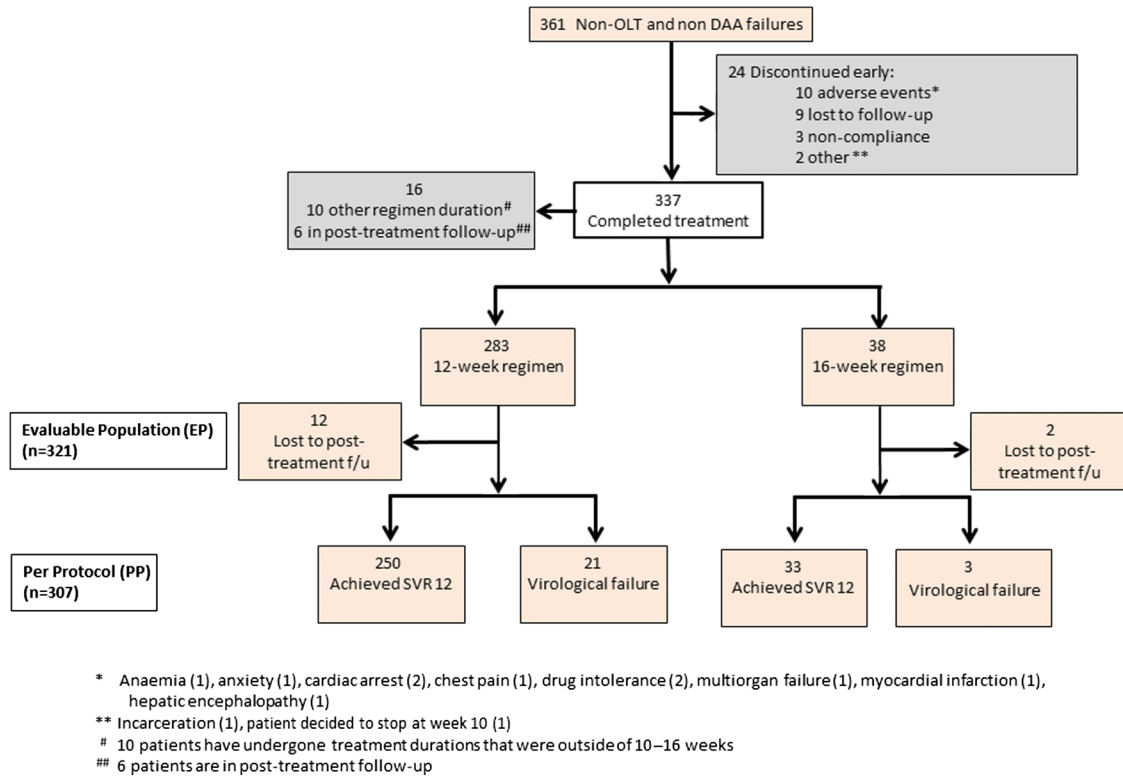 361 Non-OLT and non DAA failures
24 Discontinued early:
10 adverse events*
9 lost to follow-up
3 non-compliance
2 other **
16
10 other regimen duration#
6 in post-treatment follow-up##
337
Completed treatment
283
12-week regimen
38
16-week regimen
Evaluable Population (EP)
(n=321)
12
Lost to post-
treatment f/u
2
Lost to post-
treatment f/u
Per Protocol (PP)
(n=307)
250
Achieved SVR 12
21
Virological failure
33
Achieved SVR 12
3
Virological failure
* Anaemia (1), anxiety (1), cardiac arrest (2), chest pain (1), drug intolerance (2), multiorgan failure (1), myocardial infarction (1),
hepatic encephalopathy (1)
** Incarceration (1), patient decided to stop at week 10 (1)
# 10 patients have undergone treatment durations that were outside of 10–16 weeks
## 6 patients are in post-treatment follow-up